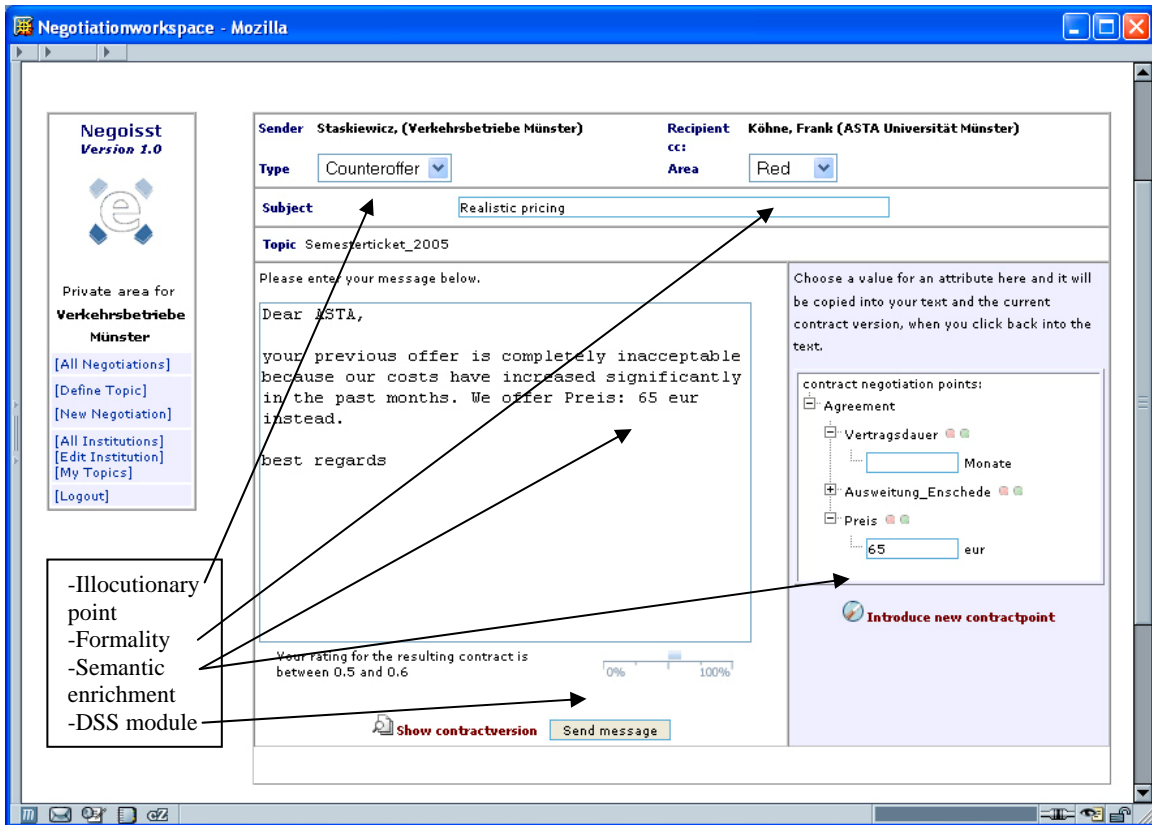 Negotiationworkspace - Mozilla
Negoisst
Version 1.0
e
Private area for
Verkehrsbetriebe
Münster
[All Negotiations]
[Define Topic]
[New Negotiation]
[All Institutions]
[Edit Institution]
[My Topics]
[Logout]
Sender Staskiewicz, (Verkehrsbetriebe Münster) Recipient Köhne, Frank (ASTA Universität Münster)
cc:
Type Counteroffer Area Red
Subject Realistic pricing
Topic Semesterticket_2005
Please enter your message below.
Dear ASTA,
your previous offer is completely inacceptable
because our costs have increased significantly
in the past months. We offer Preis: 65 eur
instead.
best regards
Choose a value for an attribute here and it will
be copied into your text and the current
contract version, when you click back into the
text.
contract negotiation points:
Agreement
Vertragsdauer
Monate
Ausweitung_Enschede
Preis
65 eur
Introduce new contractpoint
Your rating for the resulting contract is
between 0.5 and 0.6
0% 100%
Show contractversion Send message
-Illocutionary
point
-Formality
-Semantic
enrichment
-DSS module
m
cZ